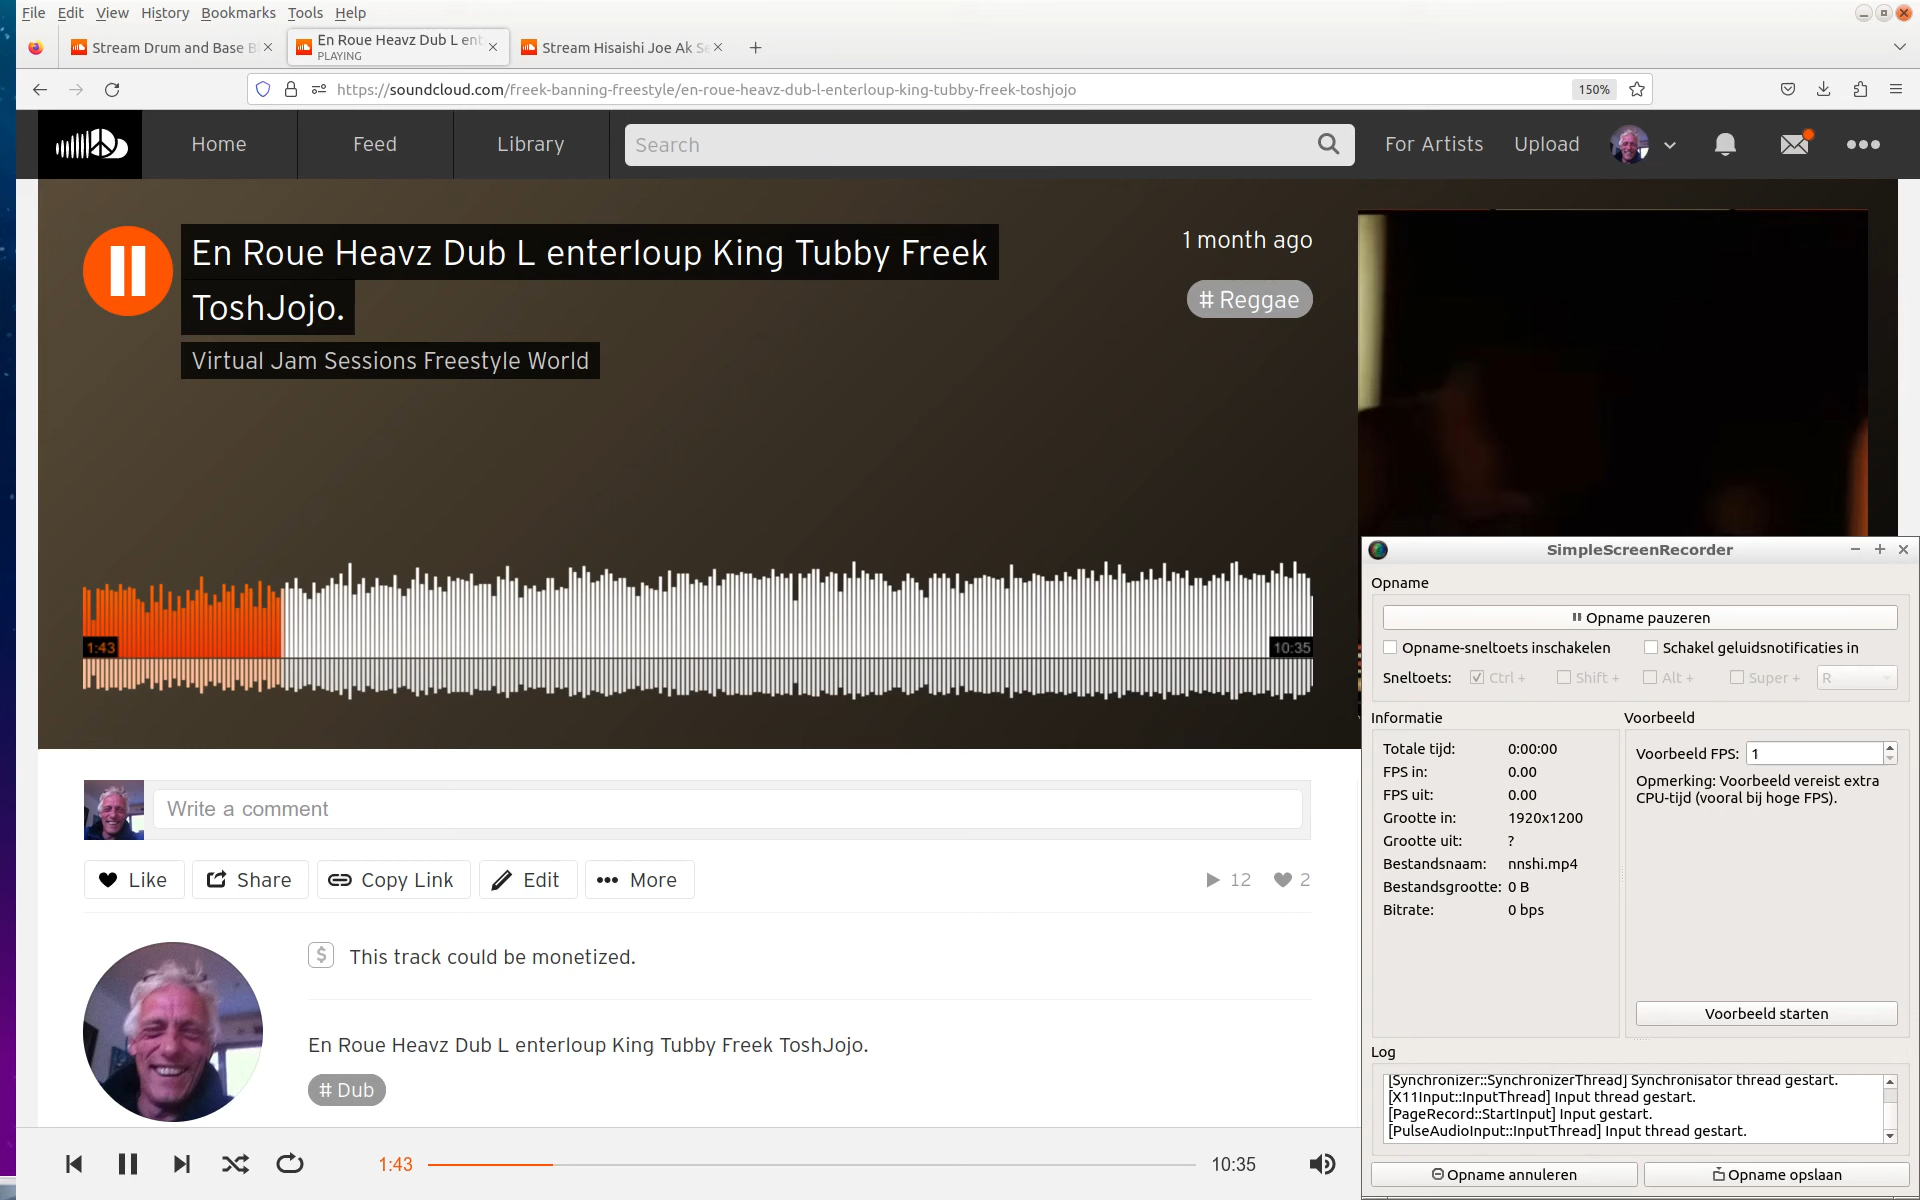 File Edit View History Bookmarks Tools Help
Stream Drum and Base B
En Roue Heavz Dub L ent
PLAYING
Stream Hisaishi Joe Ak Se
https://soundcloud.com/freek-banning-freestyle/en-roue-heavz-dub-l-enterloup-king-tubby-freek-toshjojo
150%
Home Feed Library Search For Artists Upload
En Roue Heavz Dub L enterloup King Tubby Freek
ToshJojo.
Virtual Jam Sessions Freestyle World
1 month ago
# Reggae
1:43
10:35
Write a comment
Like Share Copy Link Edit More
12 2
This track could be monetized.
En Roue Heavz Dub L enterloup King Tubby Freek ToshJojo.
# Dub
1:43 10:35
SimpleScreenRecorder
Opname
Opname pauzeren
Opname-sneltoets inschakelen Schakel geluidsnotificaties in
Sneltoets: Ctrl + Shift + Alt + Super + R
Informatie
Totale tijd: 0:00:00
FPS in: 0.00
FPS uit: 0.00
Grootte in: 1920x1200
Grootte uit: ?
Bestandsnaam: nnshi.mp4
Bestandsgrootte: 0 B
Bitrate: 0 bps
Voorbeeld
Voorbeeld FPS: 1
Opmerking: Voorbeeld vereist extra
CPU-tijd (vooral bij hoge FPS).
Voorbeeld starten
Log
[Synchronizer::SynchronizerThread] Synchronisator thread gestart.
[X11Input::InputThread] Input thread gestart.
[PageRecord::StartInput] Input gestart.
[PulseAudioInput::InputThread] Input thread gestart.
Opname annuleren Opname opslaan